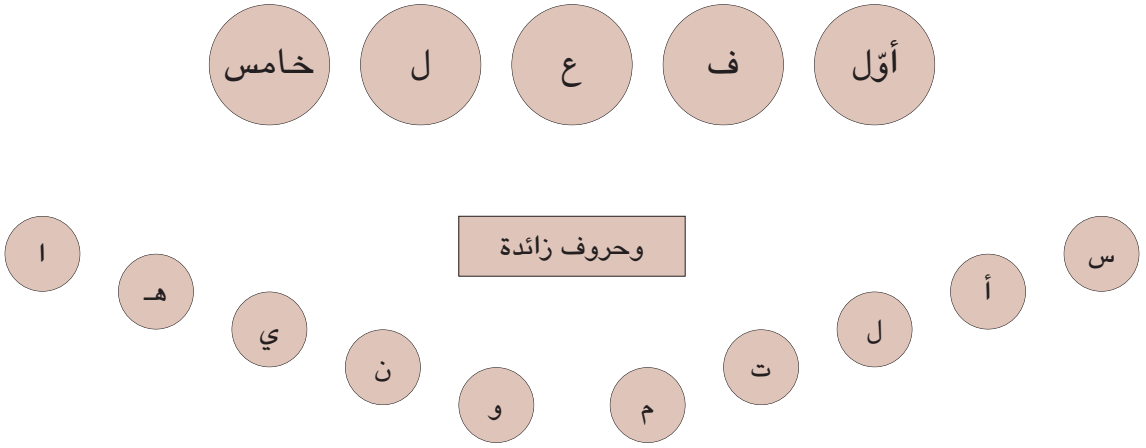 أوّل ف ع ل خامس
وحروف زائدة
س أ ل ت م و ن ي هـ ا